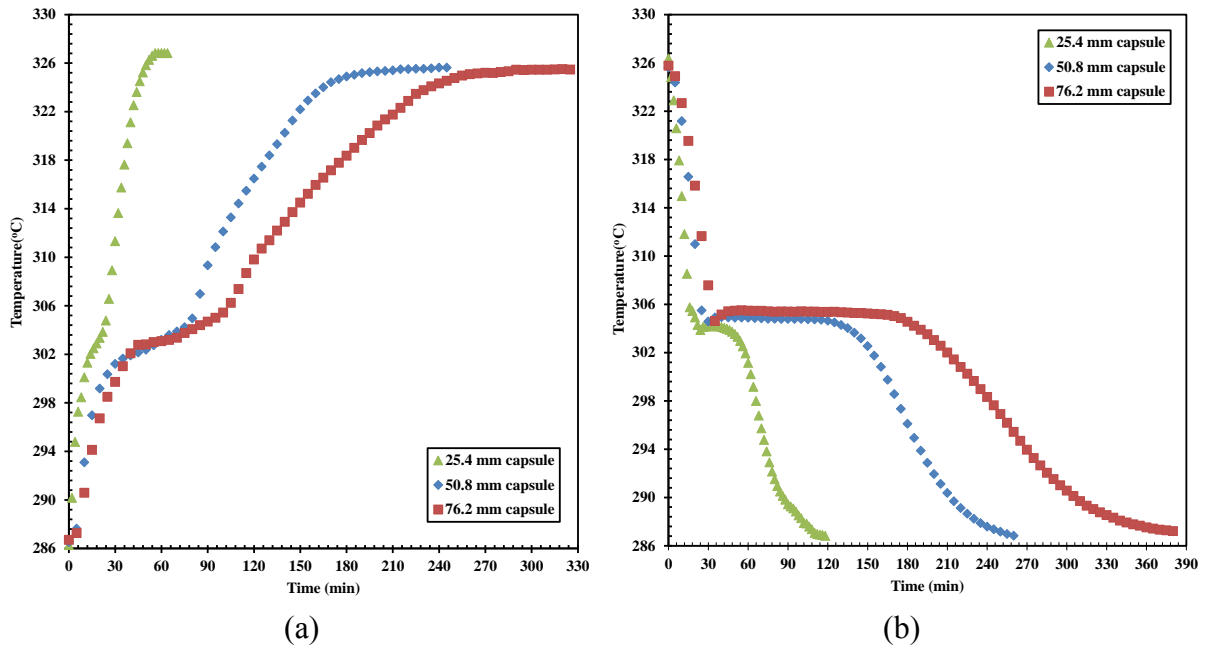 330
326
322
318
314
310
306
302
298
294
290
286
Temperature(°C)
0 30 60 90 120 150 180 210 240 270 300 330
Time (min)
25.4 mm capsule
50.8 mm capsule
76.2 mm capsule
(a)
330
326
322
318
314
310
306
302
298
294
290
286
Temperature(°C)
0 30 60 90 120 150 180 210 240 270 300 330 360 390
Time (min)
25.4 mm capsule
50.8 mm capsule
76.2 mm capsule
(b)